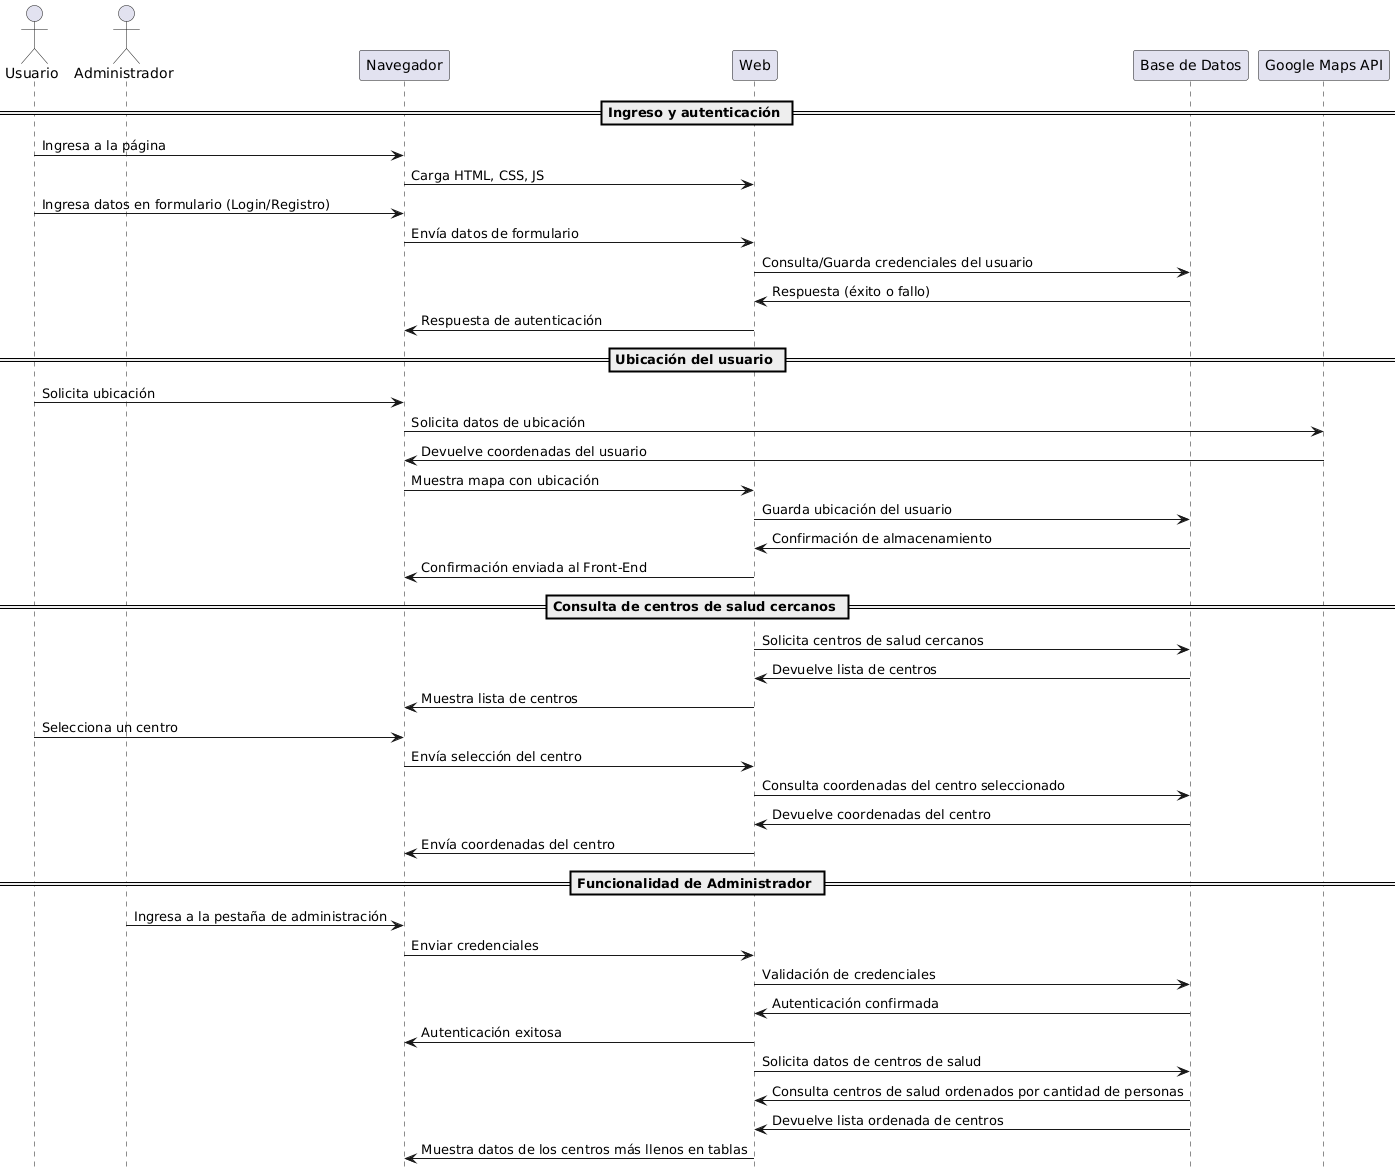 Usuario
Administrador
Navegador
Web
Base de Datos
Google Maps API
Ingreso y autenticación
Ingresa a la página
Carga HTML, CSS, JS
Ingresa datos en formulario (Login/Registro)
Envía datos de formulario
Consulta/Guarda credenciales del usuario
Respuesta (éxito o fallo)
Respuesta de autenticación
Ubicación del usuario
Solicita ubicación
Solicita datos de ubicación
Devuelve coordenadas del usuario
Muestra mapa con ubicación
Guarda ubicación del usuario
Confirmación de almacenamiento
Confirmación enviada al Front-End
Consulta de centros de salud cercanos
Solicita centros de salud cercanos
Devuelve lista de centros
Muestra lista de centros
Selecciona un centro
Envía selección del centro
Consulta coordenadas del centro seleccionado
Devuelve coordenadas del centro
Envía coordenadas del centro
Funcionalidad de Administrador
Ingresa a la pestaña de administración
Enviar credenciales
Validación de credenciales
Autenticación confirmada
Autenticación exitosa
Solicita datos de centros de salud
Consulta centros de salud ordenados por cantidad de personas
Devuelve lista ordenada de centros
Muestra datos de los centros más llenos en tablas